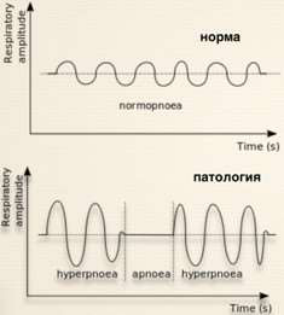 Respiratory
amplitude
норма
normopnoea
Time (s)
Respiratory
amplitude
патология
hyperpnoea apnoea hyperpnoea
Time (s)